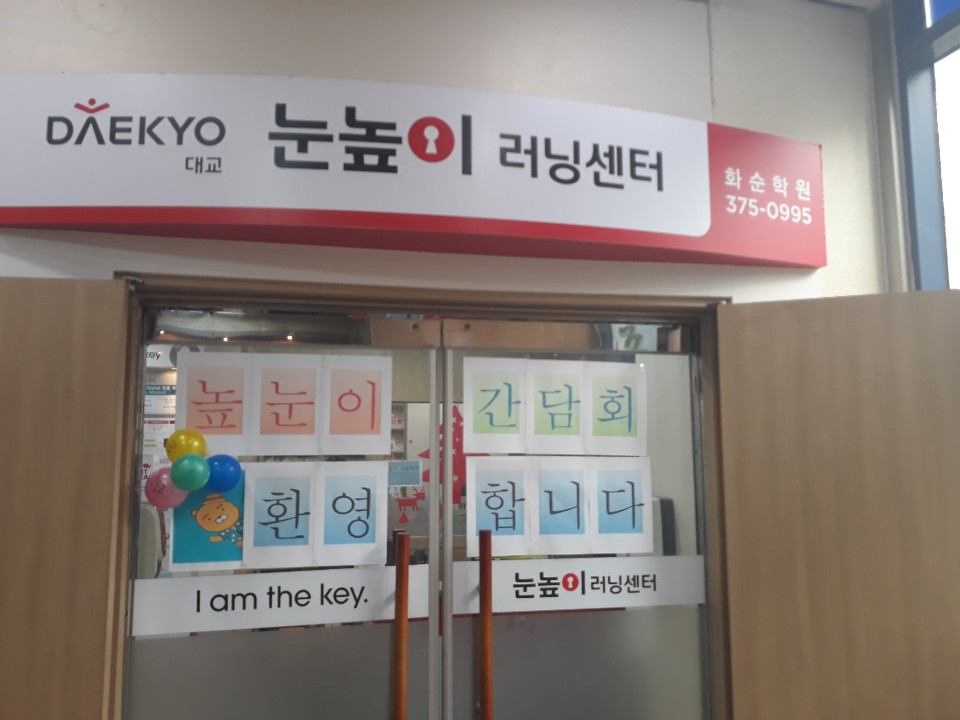 DAEKYO
대교
눈높이 러닝센터
화순학원
375-0995
높눈이 간담회
환영 합니다
I am the key.
눈높이 러닝센터